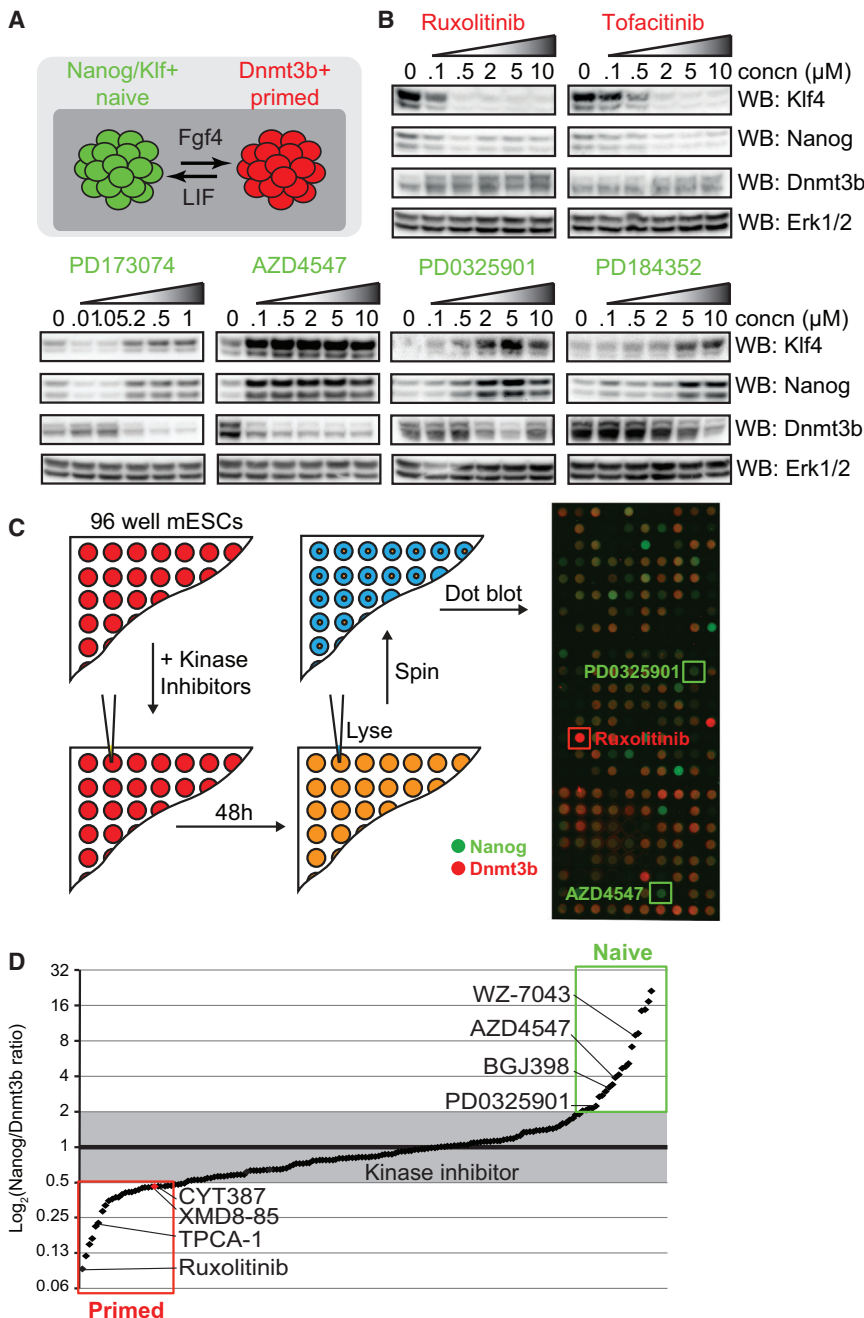 A
Nanog/Klf+
naive
Dnmt3b+
primed
Fgf4
LIF
B
Ruxolitinib
Tofacitinib
0 .1 .5 2 5 10
0 .1 .5 2 5 10
concn (µM)
WB: Klf4
WB: Nanog
WB: Dnmt3b
WB: Erk1/2
PD173074
AZD4547
PD0325901
PD184352
0 .01.05.2 .5 1
0 .1 .5 2 5 10
0 .1 .5 2 5 10
0 .1 .5 2 5 10
concn (µM)
WB: Klf4
WB: Nanog
WB: Dnmt3b
WB: Erk1/2
C
96 well mESCs
+ Kinase
Inhibitors
48h
Lyse
Spin
Dot blot
Nanog
Dnmt3b
PD0325901
Ruxolitinib
AZD4547
D
Log2(Nanog/Dnmt3b ratio)
32
16
8
4
2
1
0.5
0.25
0.13
0.06
Naive
WZ-7043
AZD4547
BGJ398
PD0325901
Kinase inhibitor
CYT387
XMD8-85
TPCA-1
Ruxolitinib
Primed